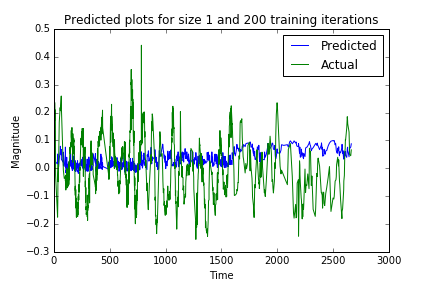 Predicted plots for size 1 and 200 training iterations
Predicted
Actual
0.5
0.4
0.3
0.2
0.1
0.0
−0.1
−0.2
−0.3
Magnitude
0 500 1000 1500 2000 2500 3000
Time